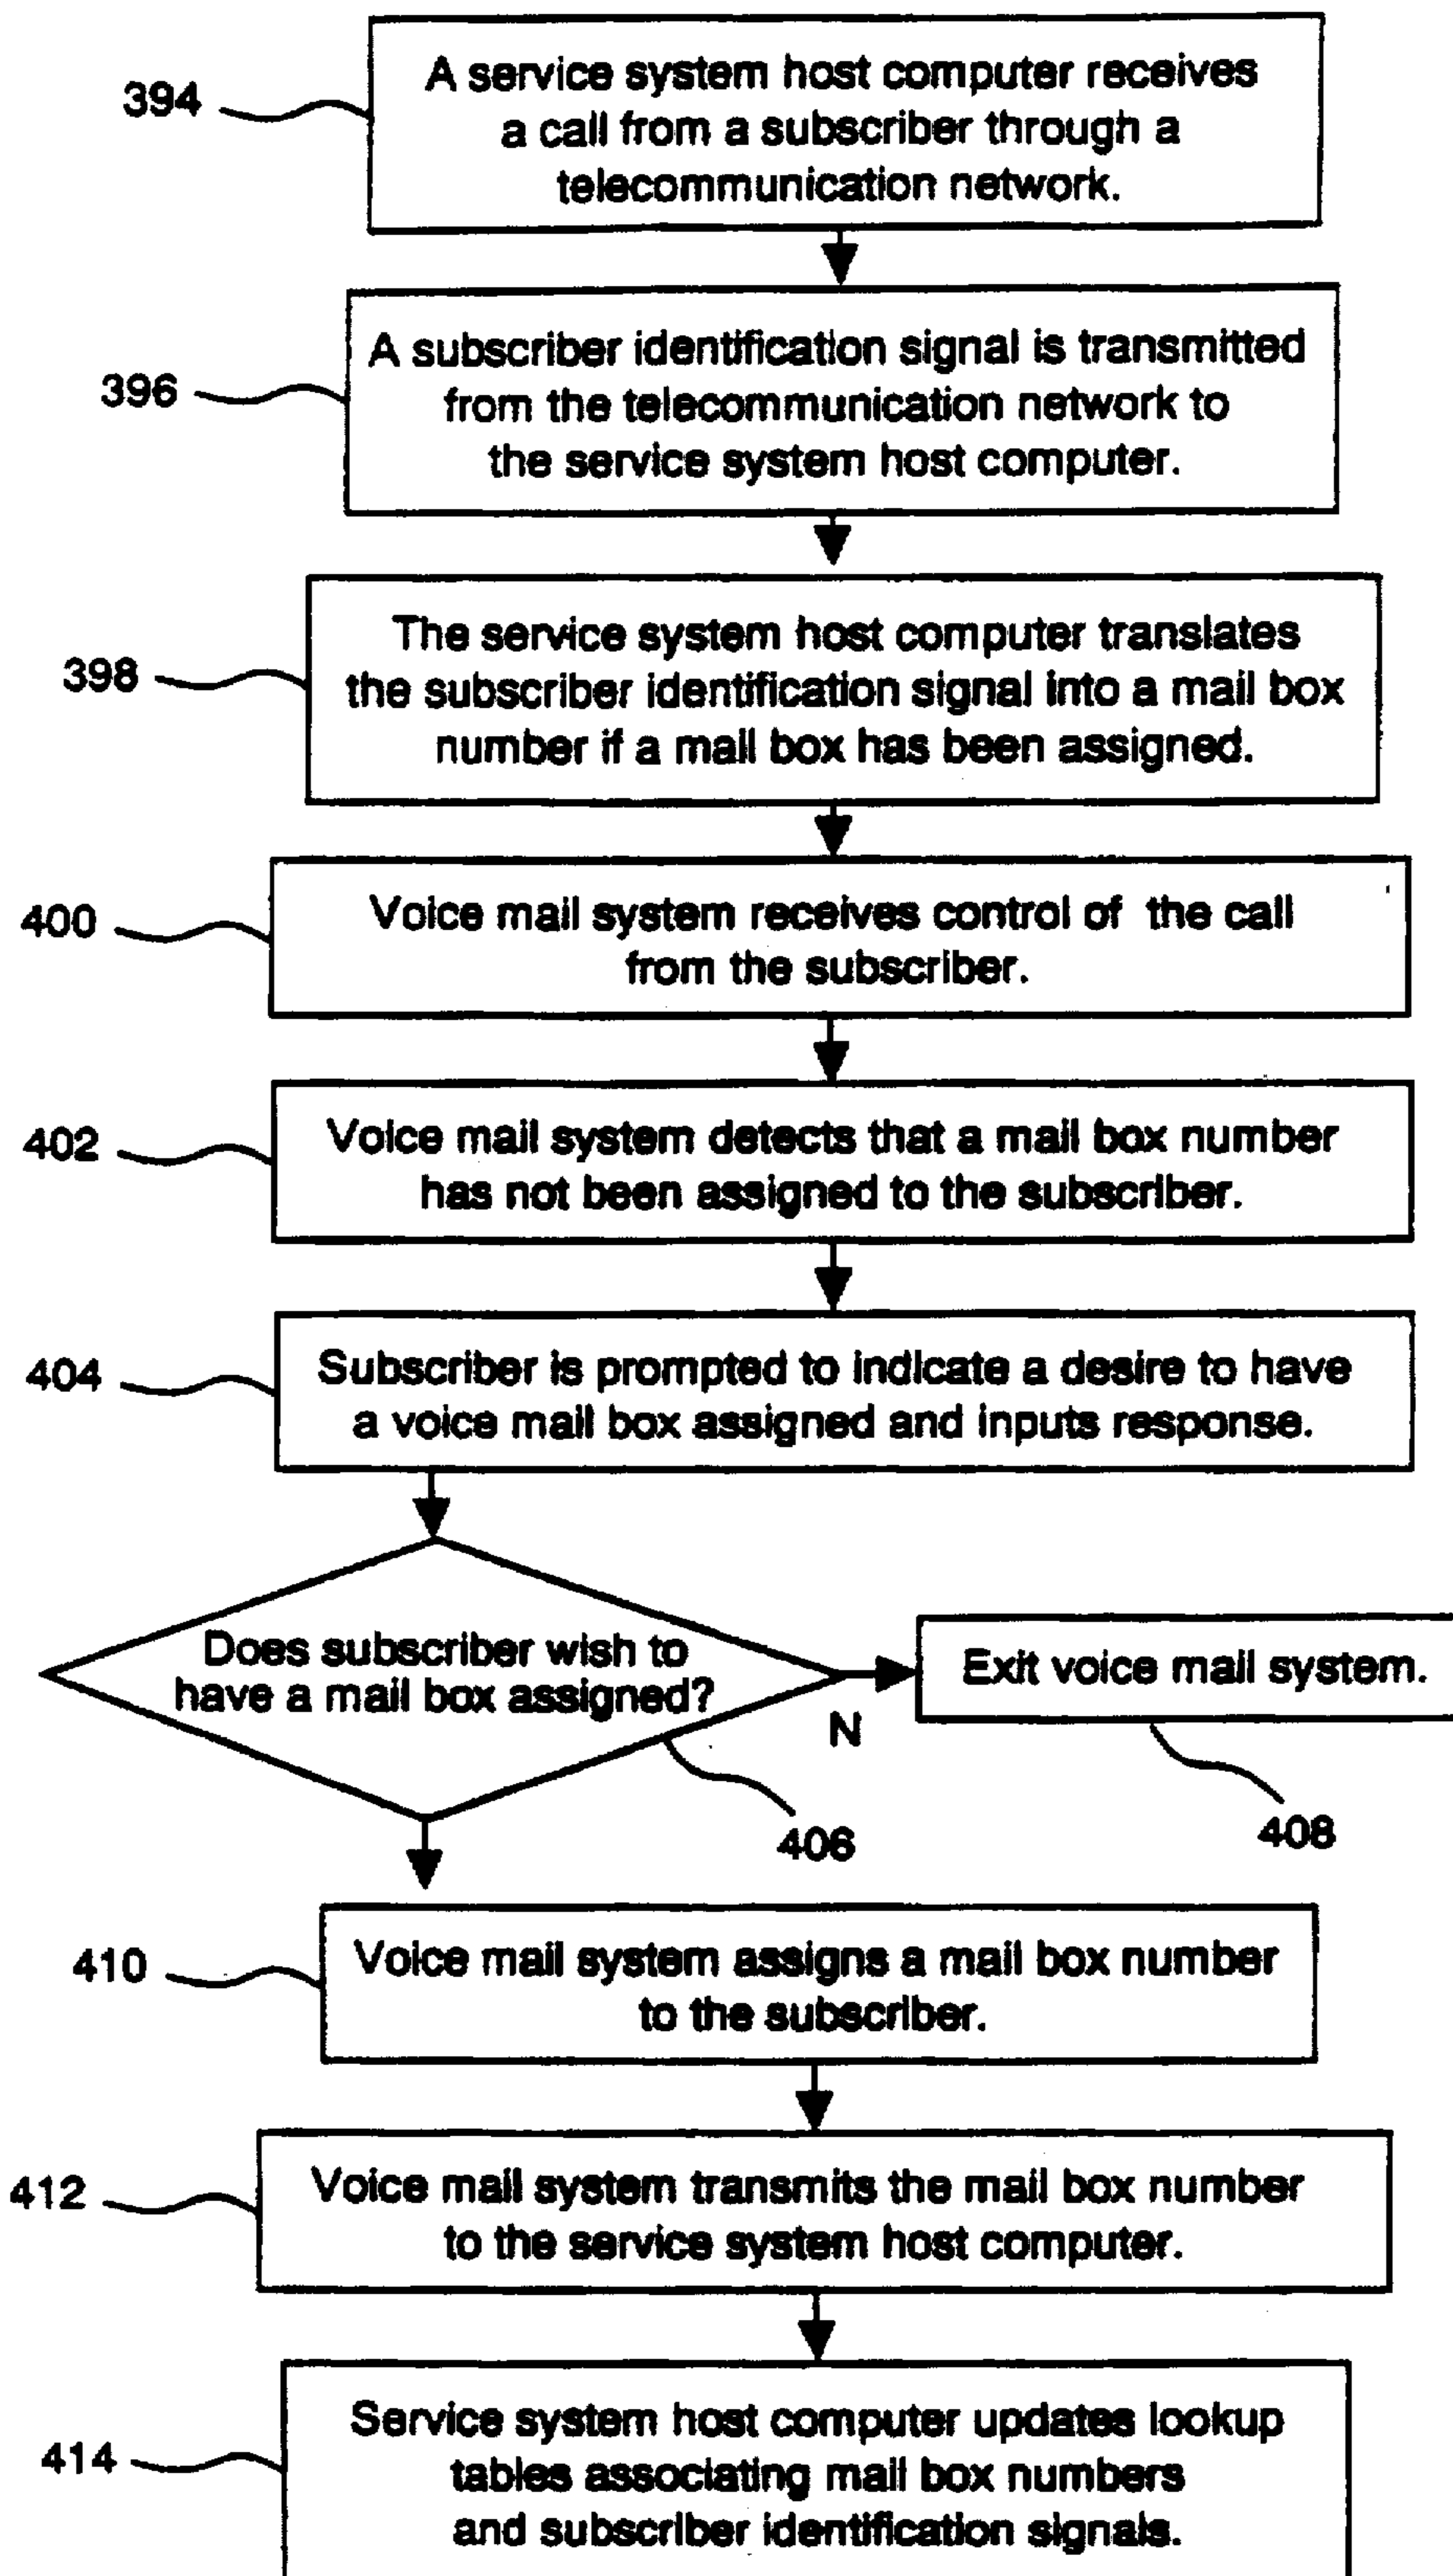 394
A service system host computer receives
a call from a subscriber through a
telecommunication network.
396
A subscriber identification signal is transmitted
from the telecommunication network to
the service system host computer.
398
The service system host computer translates
the subscriber identification signal into a mail box
number if a mail box has been assigned.
400
Voice mail system receives control of the call
from the subscriber.
402
Voice mail system detects that a mail box number
has not been assigned to the subscriber.
404
Subscriber is prompted to indicate a desire to have
a voice mail box assigned and inputs response.
Does subscriber wish to
have a mail box assigned?
N
406
Exit voice mail system.
408
410
Voice mail system assigns a mail box number
to the subscriber.
412
Voice mail system transmits the mail box number
to the service system host computer.
414
Service system host computer updates lookup
tables associating mail box numbers
and subscriber identification signals.